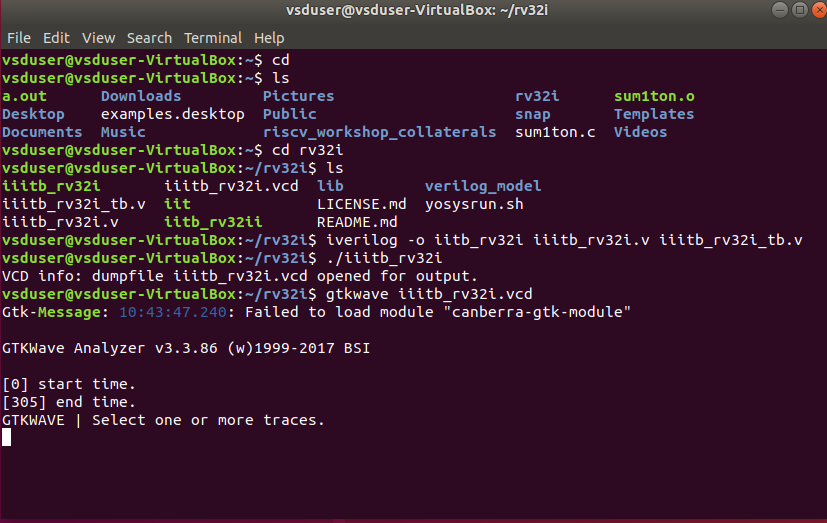 vsduser@vsduser-VirtualBox: ~/rv32i
File Edit View Search Terminal Help
vsduser@vsduser-VirtualBox:~$ cd
vsduser@vsduser-VirtualBox:~$ ls
a.out Downloads Pictures rv32i sum1ton.o
Desktop examples.desktop Public snap Templates
Documents Music riscv_workshop_collaterals sum1ton.c Videos
vsduser@vsduser-VirtualBox:~$ cd rv32i
vsduser@vsduser-VirtualBox:~/rv32i$ ls
iiitb_rv32i iiitb_rv32i.vcd lib verilog_model
iiitb_rv32i_tb.v iit LICENSE.md yosysrun.sh
iiitb_rv32i.v iitb_rv32ii README.md
vsduser@vsduser-VirtualBox:~/rv32i$ iverilog -o iitb_rv32i iiitb_rv32i.v iiitb_rv32i_tb.v
vsduser@vsduser-VirtualBox:~/rv32i$ ./iiitb_rv32i
VCD info: dumpfile iiitb_rv32i.vcd opened for output.
vsduser@vsduser-VirtualBox:~/rv32i$ gtkwave iiitb_rv32i.vcd
Gtk-Message: 10:43:47.240: Failed to load module "canberra-gtk-module"
GTKWave Analyzer v3.3.86 (w)1999-2017 BSI
[0] start time.
[305] end time.
GTKWAVE | Select one or more traces.